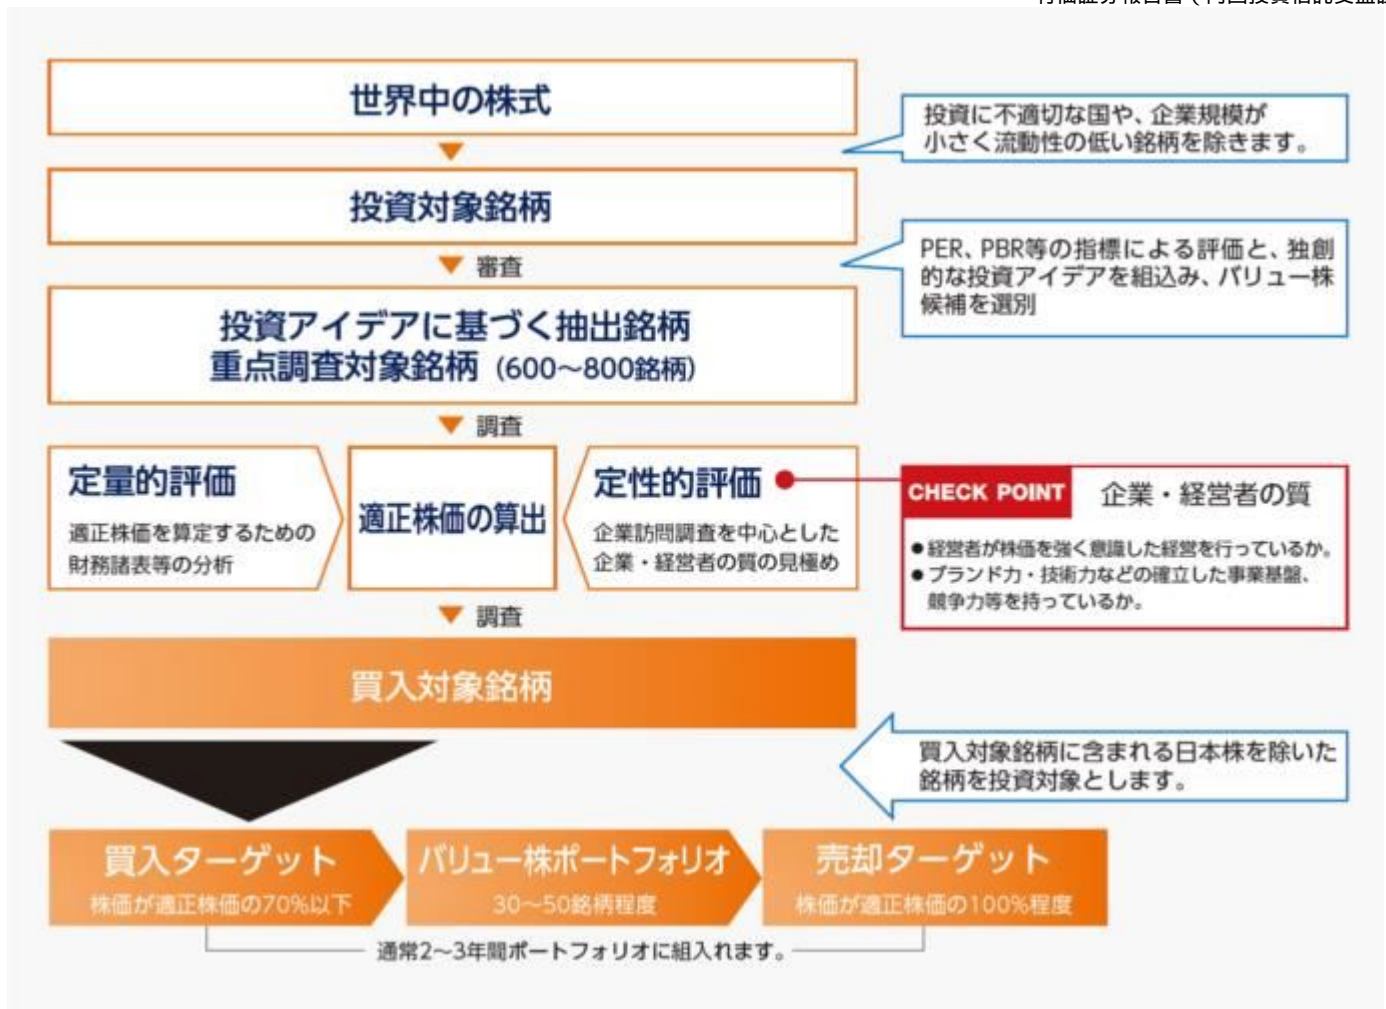 世界中の株式
投資に不適切な国や、企業規模が
小さく流動性の低い銘柄を除きます。
投資対象銘柄
審査
PER、PBR等の指標による評価と、独創
的な投資アイデアを組込み、バリュー株
候補を選別
投資アイデアに基づく抽出銘柄
重点調査対象銘柄（600〜800銘柄）
調査
定量的評価
適正株価を算定するための
財務諸表等の分析
適正株価の算出
定性的評価
企業訪問調査を中心とした
企業・経営者の質の見極め
CHECK POINT 企業・経営者の質
●経営者が株価を強く意識した経営を行っているか。
●ブランド力・技術力などの確立した事業基盤、
競争力等を持っているか。
調査
買入対象銘柄
買入対象銘柄に含まれる日本株を除いた
銘柄を投資対象とします。
買入ターゲット
株価が適正株価の70%以下
バリュー株ポートフォリオ
30〜50銘柄程度
売却ターゲット
株価が適正株価の100%程度
通常2〜3年間ポートフォリオに組入れます。